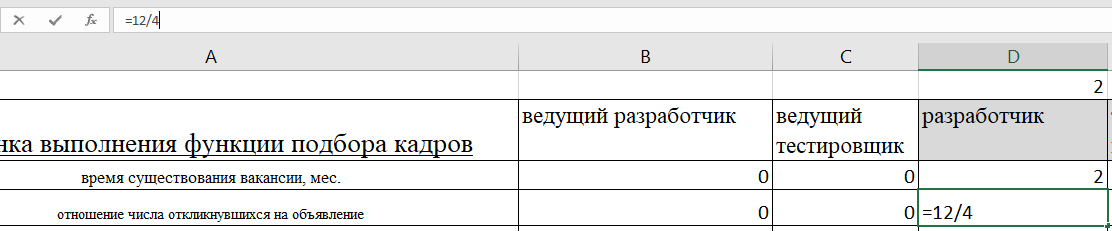 =12/4
A B C D
2
нка выполнения функции подбора кадров
ведущий разработчик
ведущий
тестировщик
разработчик
время существования вакансии, мес. 0 0 2
отношение числа откликнувшихся на объявление 0 0 =12/4